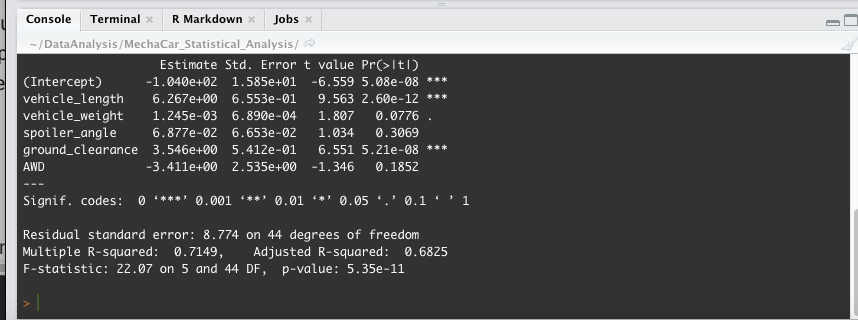 Console Terminal R Markdown Jobs
~/DataAnalysis/MechaCar_Statistical_Analysis/
Estimate Std. Error t value Pr(>|t|)
(Intercept) -1.040e+02 1.585e+01 -6.559 5.08e-08 ***
vehicle_length 6.267e+00 6.553e-01 9.563 2.60e-12 ***
vehicle_weight 1.245e-03 6.890e-04 1.807 0.0776 .
spoiler_angle 6.877e-02 6.653e-02 1.034 0.3069
ground_clearance 3.546e+00 5.412e-01 6.551 5.21e-08 ***
AWD -3.411e+00 2.535e+00 -1.346 0.1852
---
Signif. codes: 0 ‘***’ 0.001 ‘**’ 0.01 ‘*’ 0.05 ‘.’ 0.1 ‘ ’ 1
Residual standard error: 8.774 on 44 degrees of freedom
Multiple R-squared: 0.7149, Adjusted R-squared: 0.6825
F-statistic: 22.07 on 5 and 44 DF, p-value: 5.35e-11
>